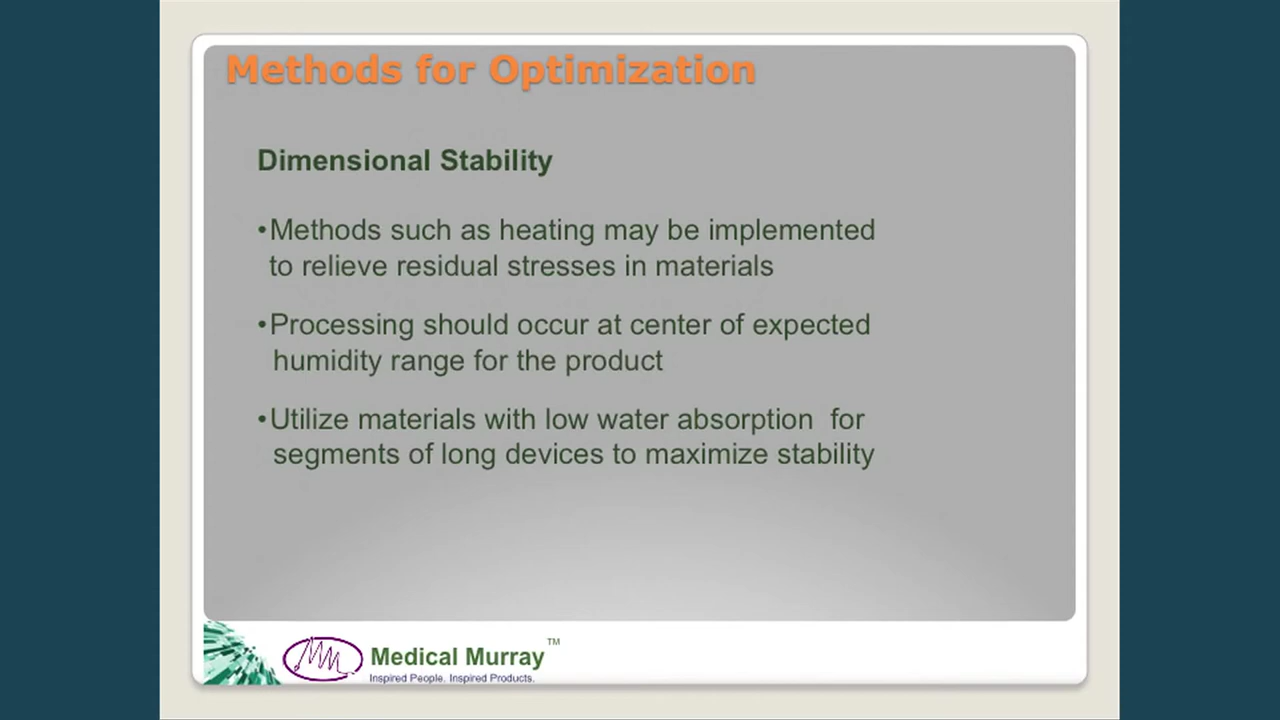 Methods for Optimization
Dimensional Stability
•Methods such as heating may be implemented
to relieve residual stresses in materials
•Processing should occur at center of expected
humidity range for the product
•Utilize materials with low water absorption  for
segments of long devices to maximize stability
MM
Medical Murray™
Inspired People. Inspired Products.